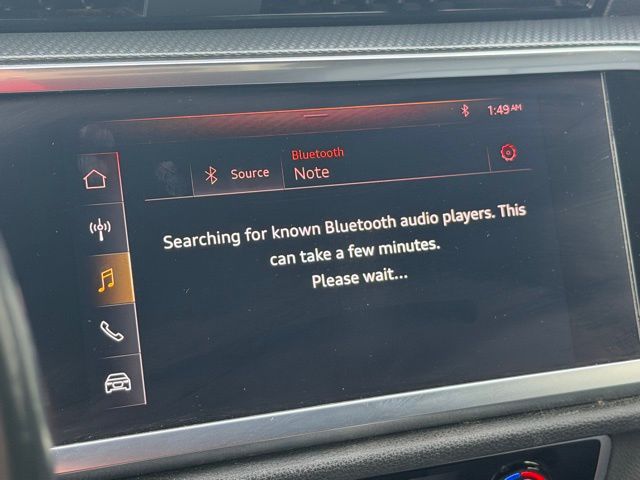 1:49 AM
Bluetooth
Source
Note
Searching for known Bluetooth audio players. This
can take a few minutes.
Please wait...